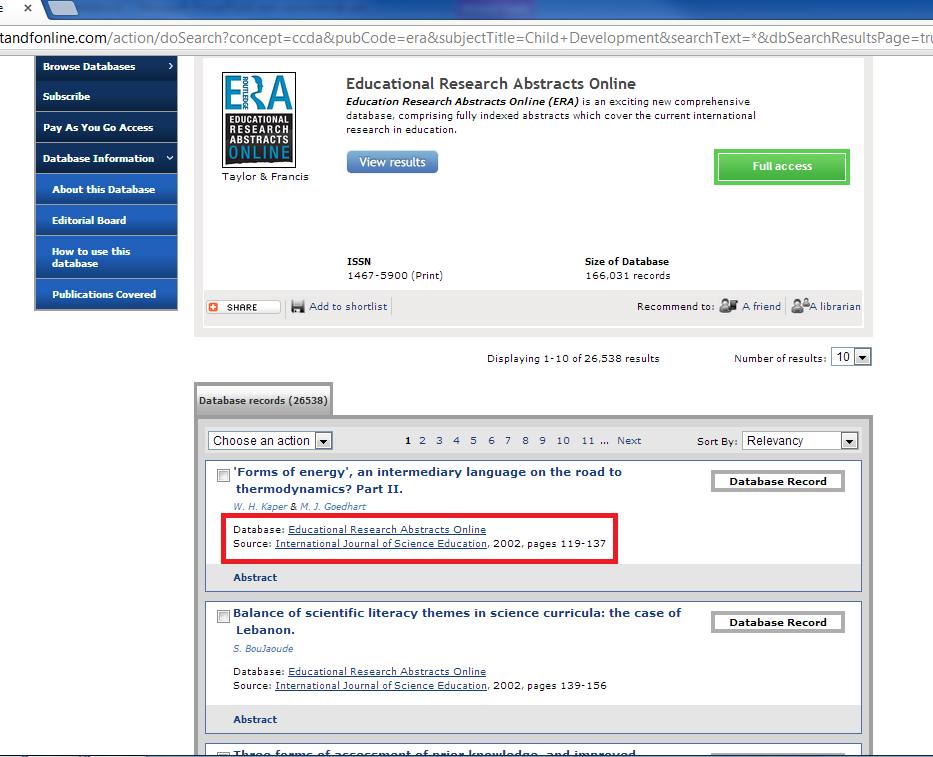 tandfonline.com/action/doSearch?concept=ccda&pubCode=era&subjectTitle=Child+Development&searchText=*&dbSearchResultsPage=tru
Browse Databases
Subscribe
Pay As You Go Access
Database Information
About this Database
Editorial Board
How to use this
database
Publications Covered
ERA
ROUTLEDGE
EDUCATIONAL
RESEARCH
ABSTRACTS
ONLINE
Taylor & Francis
Educational Research Abstracts Online
Education Research Abstracts Online (ERA) is an exciting new comprehensive
database, comprising fully indexed abstracts which cover the current international
research in education.
View results
Full access
ISSN
1467-5900 (Print)
Size of Database
166,031 records
SHARE
Add to shortlist
Recommend to: A friend A librarian
Displaying 1-10 of 26,538 results
Number of results: 10
Database records (26538)
Choose an action
1 2 3 4 5 6 7 8 9 10 11 ... Next
Sort By: Relevancy
'Forms of energy', an intermediary language on the road to
thermodynamics? Part II.
W. H. Kaper & M. J. Goedhart
Database: Educational Research Abstracts Online
Source: International Journal of Science Education, 2002, pages 119-137
Database Record
Abstract
Balance of scientific literacy themes in science curricula: the case of
Lebanon.
S. BouJaoude
Database: Educational Research Abstracts Online
Source: International Journal of Science Education, 2002, pages 139-156
Database Record
Abstract
Three forms of assessment of prior knowledge, and improved